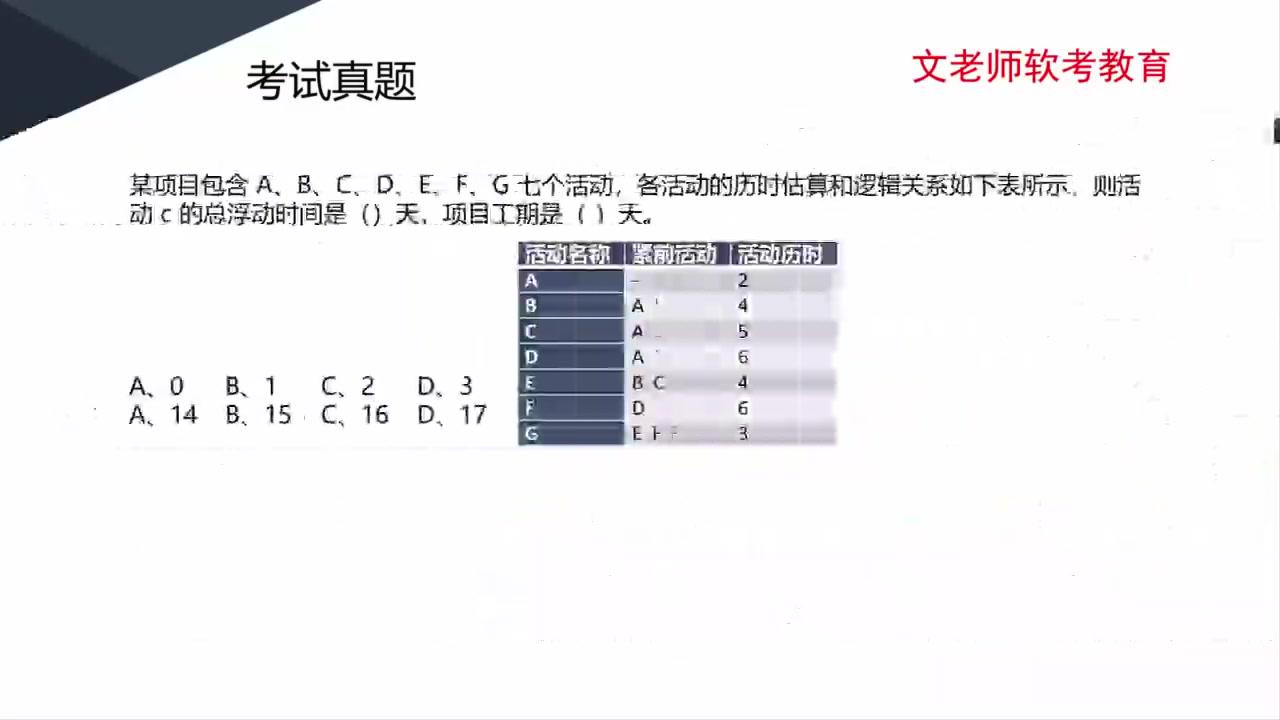 考试真题
文老师软考教育
某项目包含 A、B、C、D、E、F、G 七个活动，各活动的历时估算和逻辑关系如下表所示，则活
动 c 的总浮动时间是（）天，项目工期是（ ）天。
活动名称 紧前活动 活动历时
A - 2
B A 4
C A 5
D A 6
E B C 4
F D 6
G E 3
A、0 B、1 C、2 D、3
A、14 B、15 C、16 D、17